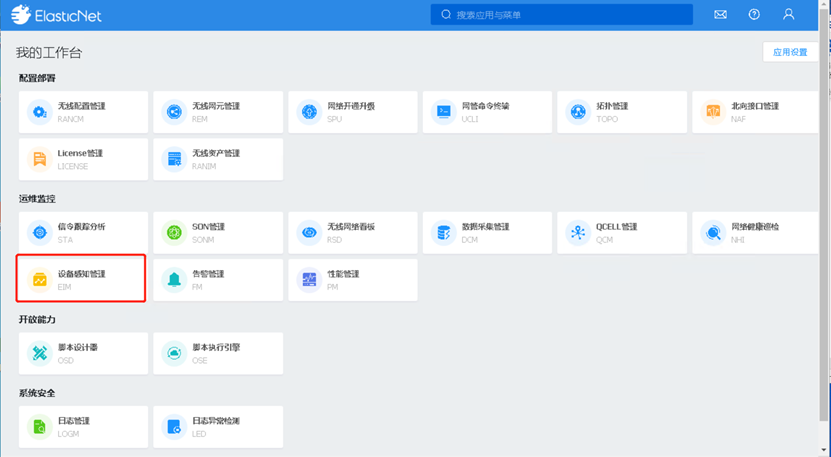 ElasticNet
搜索应用与菜单
我的工作台
应用设置
配置部署
无线配置管理
RANCM
无线网元管理
REM
网络开通升级
SPU
网管命令终端
UCLI
拓扑管理
TOPO
北向接口管理
NAF
License管理
LICENSE
无线资产管理
RANIM
运维监控
信令跟踪分析
STA
SON管理
SONM
无线网络看板
RSD
数据采集管理
DCM
QCELL管理
QCM
网络健康巡检
NHI
设备感知管理
EIM
告警管理
FM
性能管理
PM
开放能力
脚本设计器
OSD
脚本执行引擎
OSE
系统安全
日志管理
LOGM
日志异常检测
LED